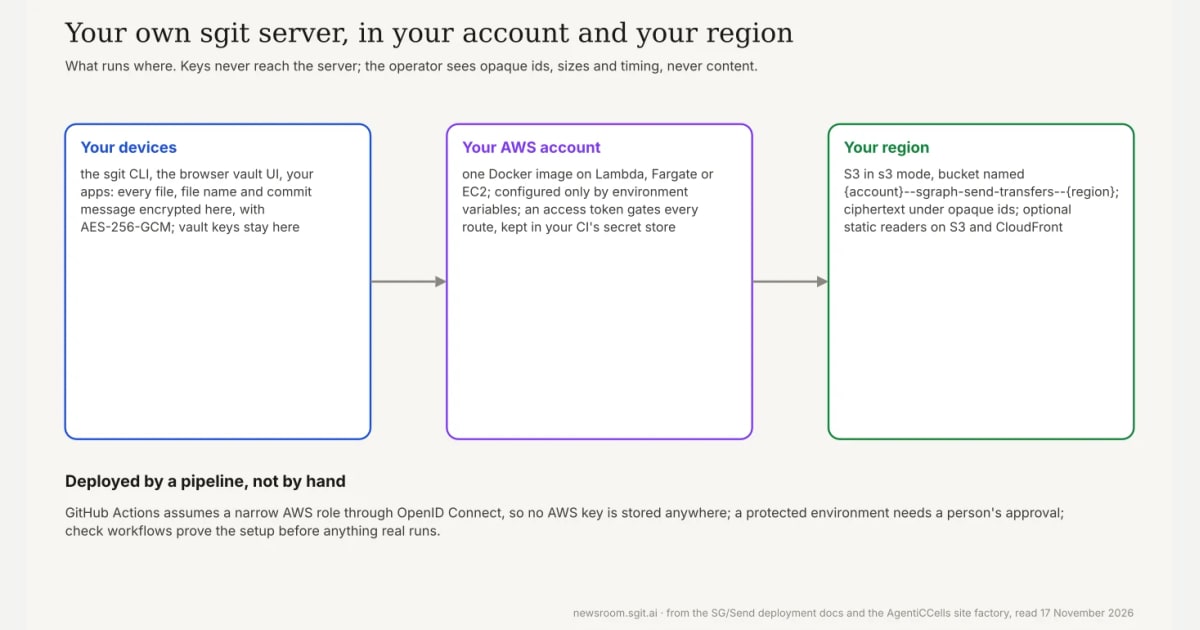 Your own sgit server, in your account and your region
What runs where. Keys never reach the server; the operator sees opaque ids, sizes and timing, never content.
Your devices
the sgit CLI, the browser vault UI, your
apps: every file, file name and commit
message encrypted here, with
AES-256-GCM; vault keys stay here
Your AWS account
one Docker image on Lambda, Fargate or
EC2; configured only by environment
variables; an access token gates every
route, kept in your CI's secret store
Your region
S3 in s3 mode, bucket named
{account}--sgraph-send-transfers--{region};
ciphertext under opaque ids; optional
static readers on S3 and CloudFront
Deployed by a pipeline, not by hand
GitHub Actions assumes a narrow AWS role through OpenID Connect, so no AWS key is stored anywhere; a protected environment needs a person's approval;
check workflows prove the setup before anything real runs.
newsroom.sgit.ai · from the SG/Send deployment docs and the AgentiCCells site factory, read 17 November 2026